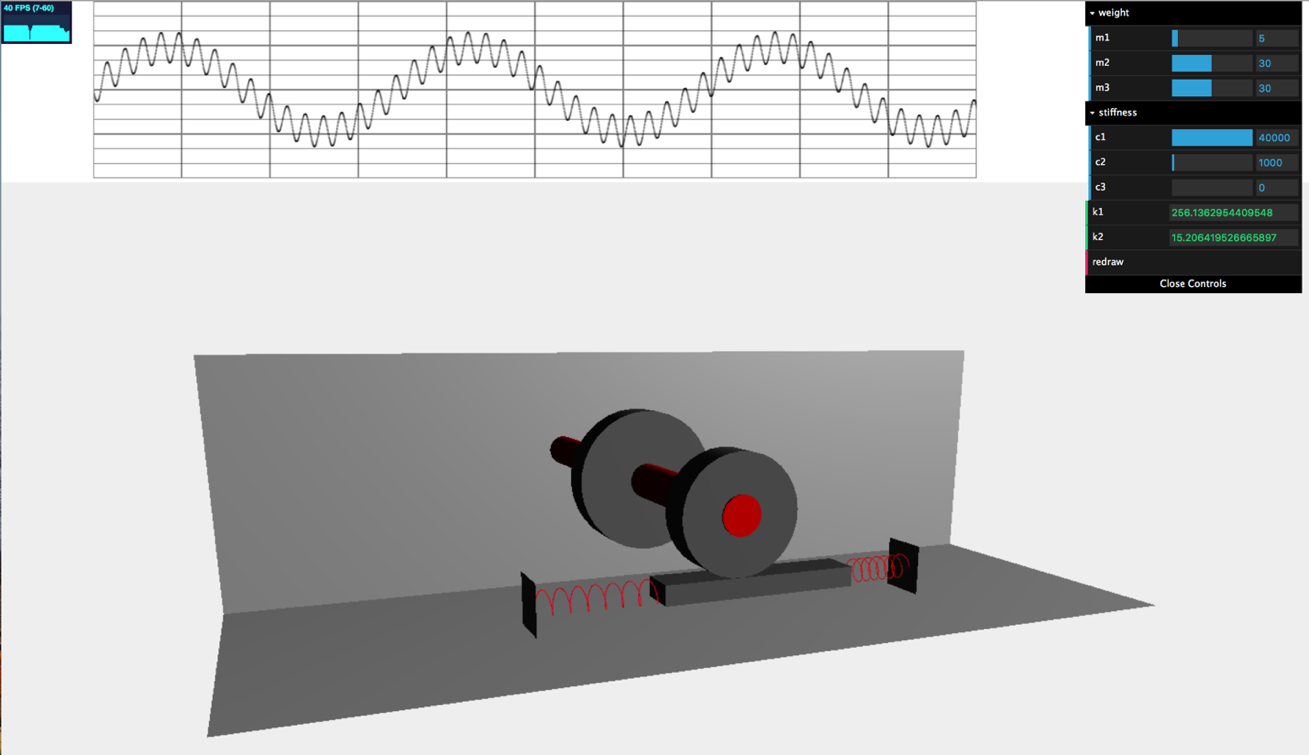 40 FPS (7-60)
weight
m1 5
m2 30
m3 30
stiffness
c1 40000
c2 1000
c3 0
k1 256.1362954409548
k2 15.206419526665897
redraw
Close Controls